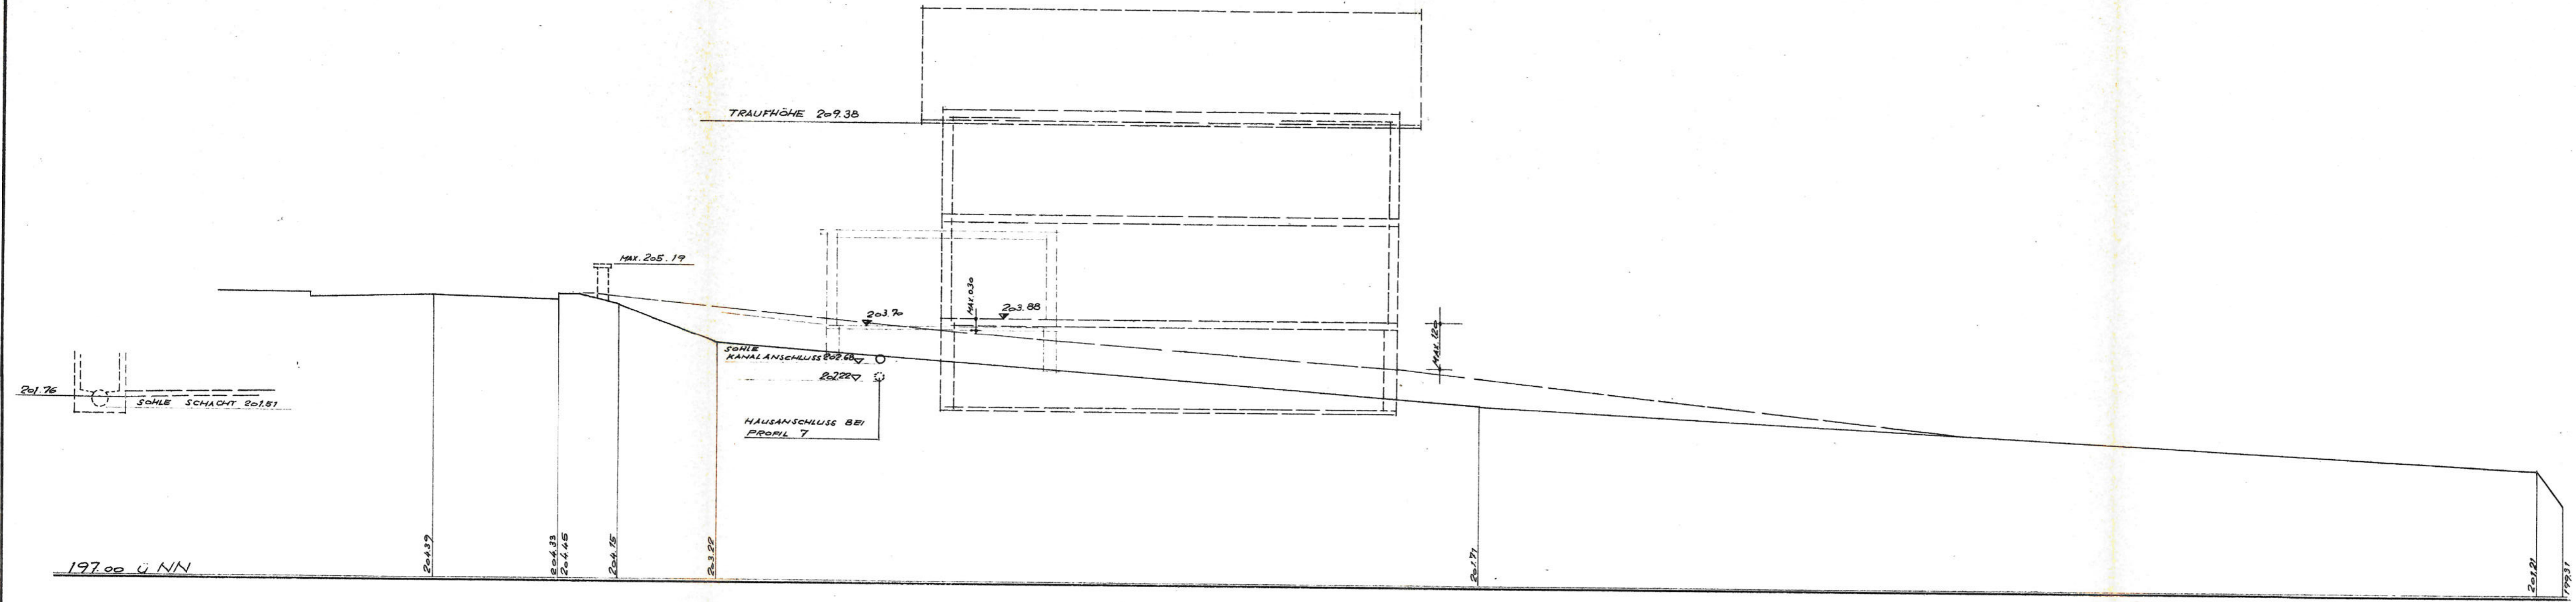 TRAUFHÖHE 209.38
MAX. 205.19
MAX. 0.30
203.88
203.70
MAX. 1.20
SOHLE
KANALANSCHLUSS 202.68
202.22
201.76
SOHLE SCHACHT 201.51
HAUSANSCHLUSS BEI
PROFIL 7
197.00 Ü NN
204.39
204.33
204.45
204.15
203.22
201.71
199.31